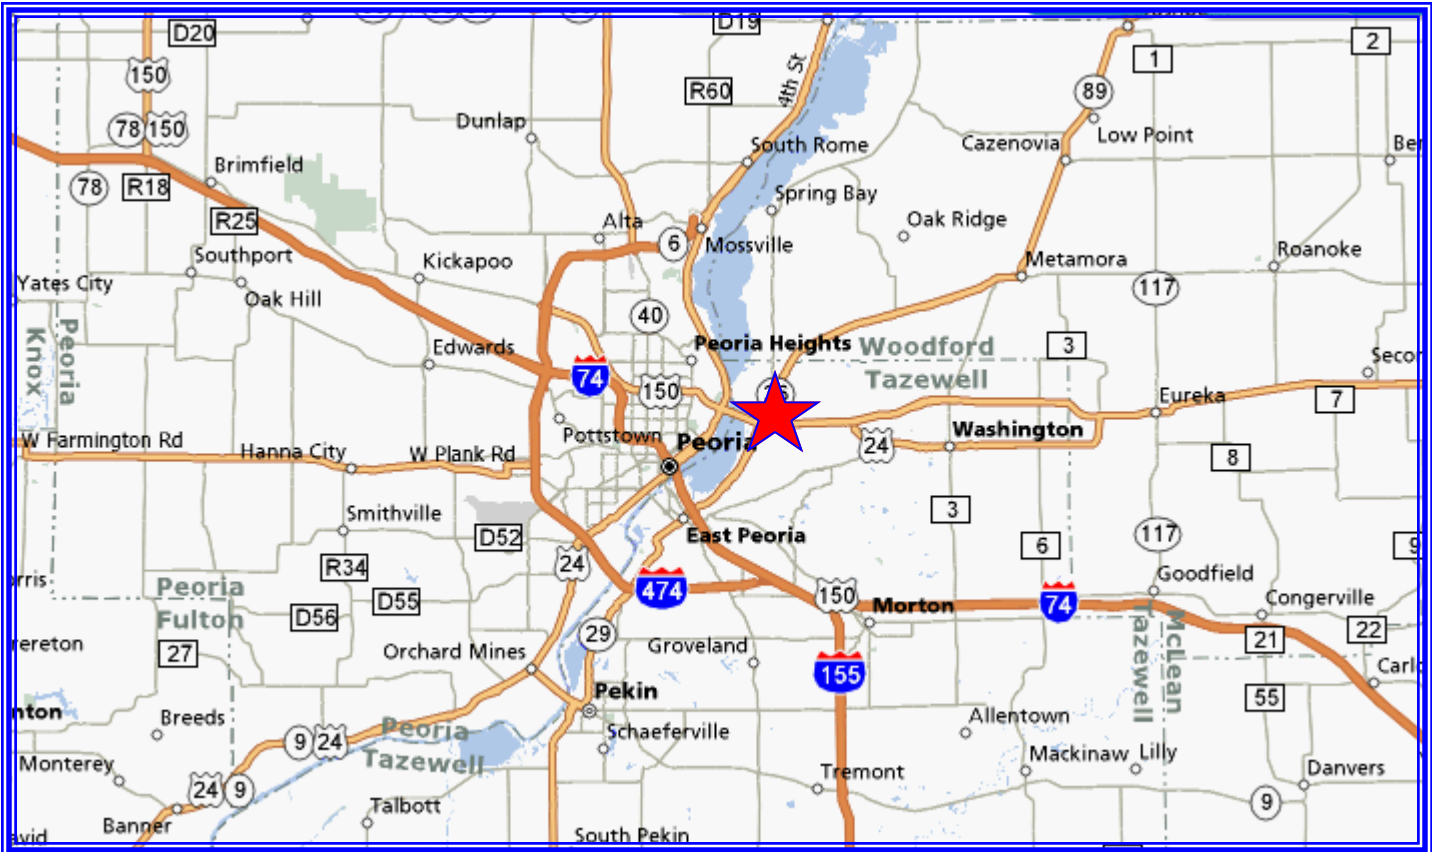 D20
D19
2
150
1
R60
4th St
89
78
150
Dunlap
Low Point
South Rome
Cazenovia
Brimfield
78
R18
Spring Bay
R25
Alta
Oak Ridge
6
Mossville
Southport
Kickapoo
Metamora
Roanoke
Yates City
Oak Hill
117
40
Knox
Peoria
Edwards
Peoria Heights
Woodford
Tazewell
3
74
150
Eureka
7
W Farmington Rd
Hanna City
W Plank Rd
Pottstown
Peoria
24
Washington
8
Smithville
3
D52
East Peoria
6
117
9
24
R34
474
150
Morton
74
Goodfield
Congerville
Peoria
Fulton
D56
D55
29
27
Orchard Mines
Groveland
155
Tazewell
McLean
21
22
Pekin
55
Breeds
Schaeferville
Allentown
9
24
Peoria
Tazewell
Monterey
Mackinaw
Lilly
24
9
Tremont
Danvers
9
Banner
Talbott
South Pekin